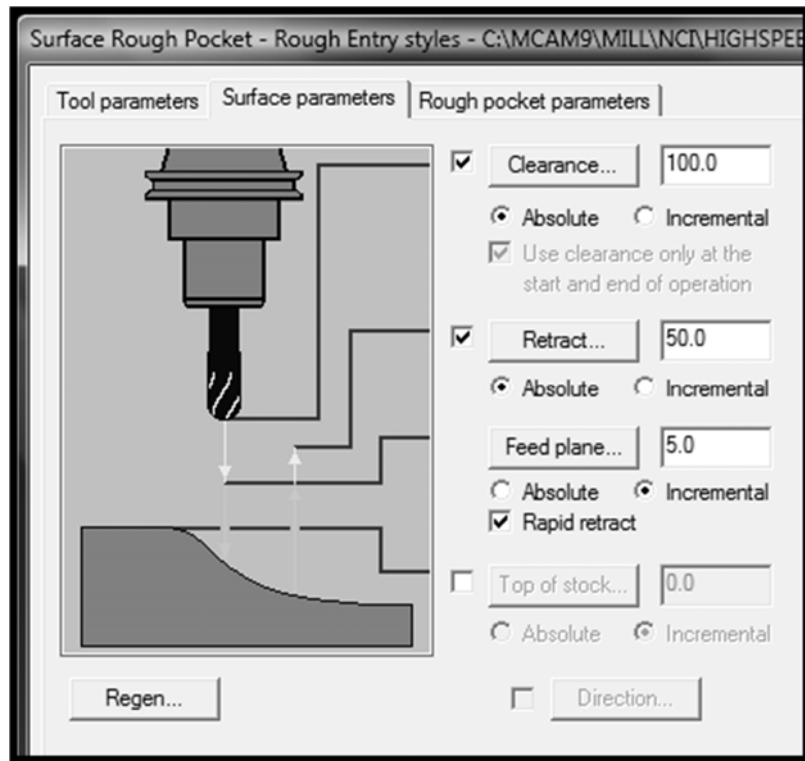 Surface Rough Pocket - Rough Entry styles - C:\MCAM9\MILL\NCI\HIGHSPEE
Tool parameters Surface parameters Rough pocket parameters
Clearance... 100.0
Absolute Incremental
Use clearance only at the
start and end of operation
Retract... 50.0
Absolute Incremental
Feed plane... 5.0
Absolute Incremental
Rapid retract
Top of stock... 0.0
Absolute Incremental
Regen... Direction...